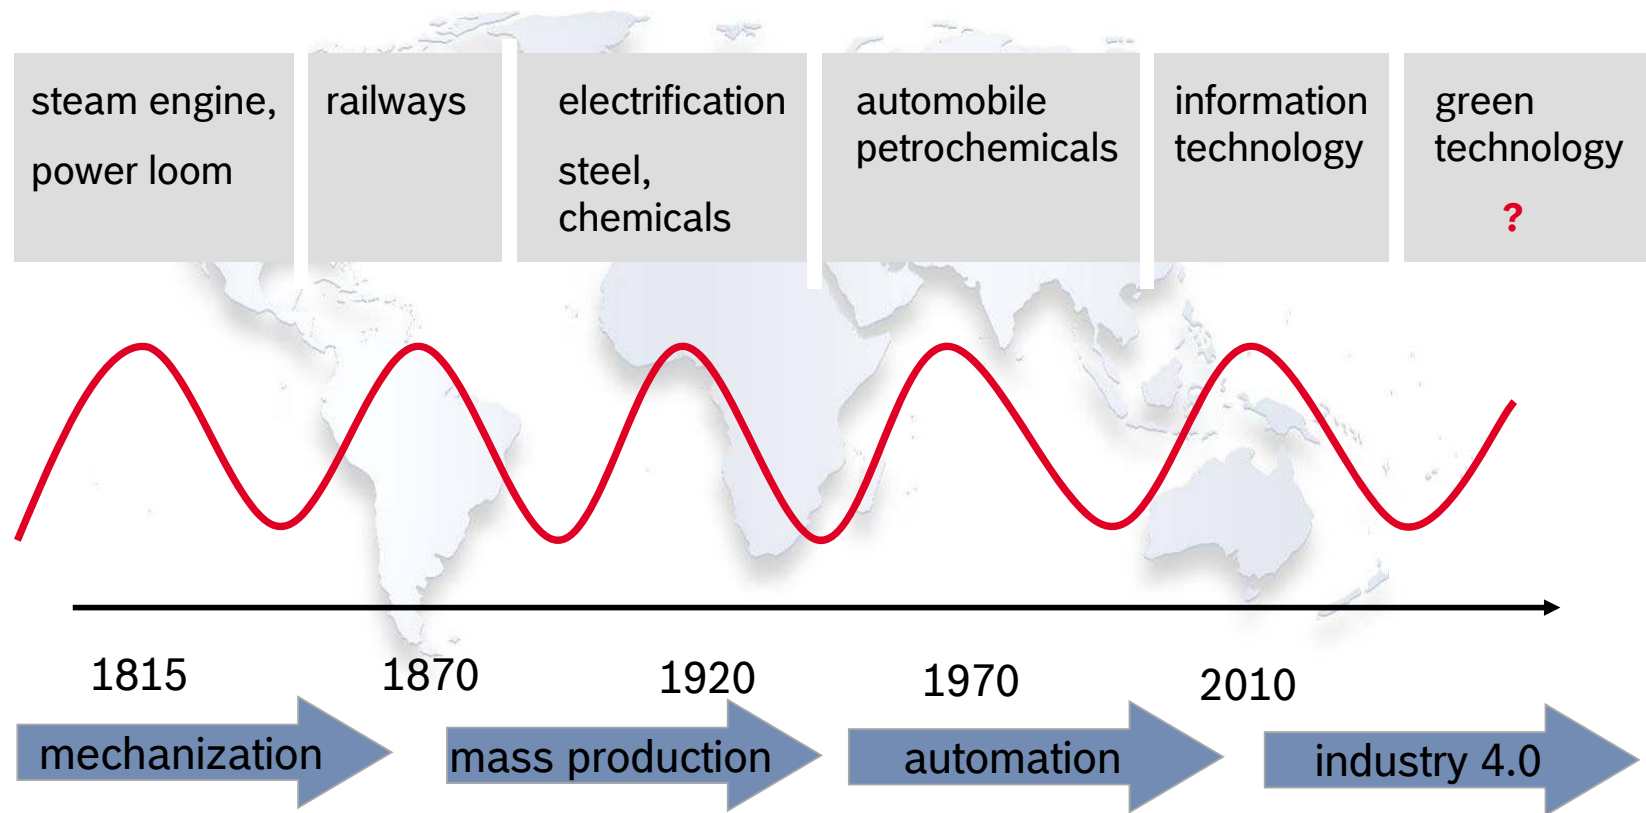 steam engine,
power loom
railways
electrification
steel,
chemicals
automobile
petrochemicals
information
technology
green
technology
?
1815
1870
1920
1970
2010
mechanization
mass production
automation
industry 4.0